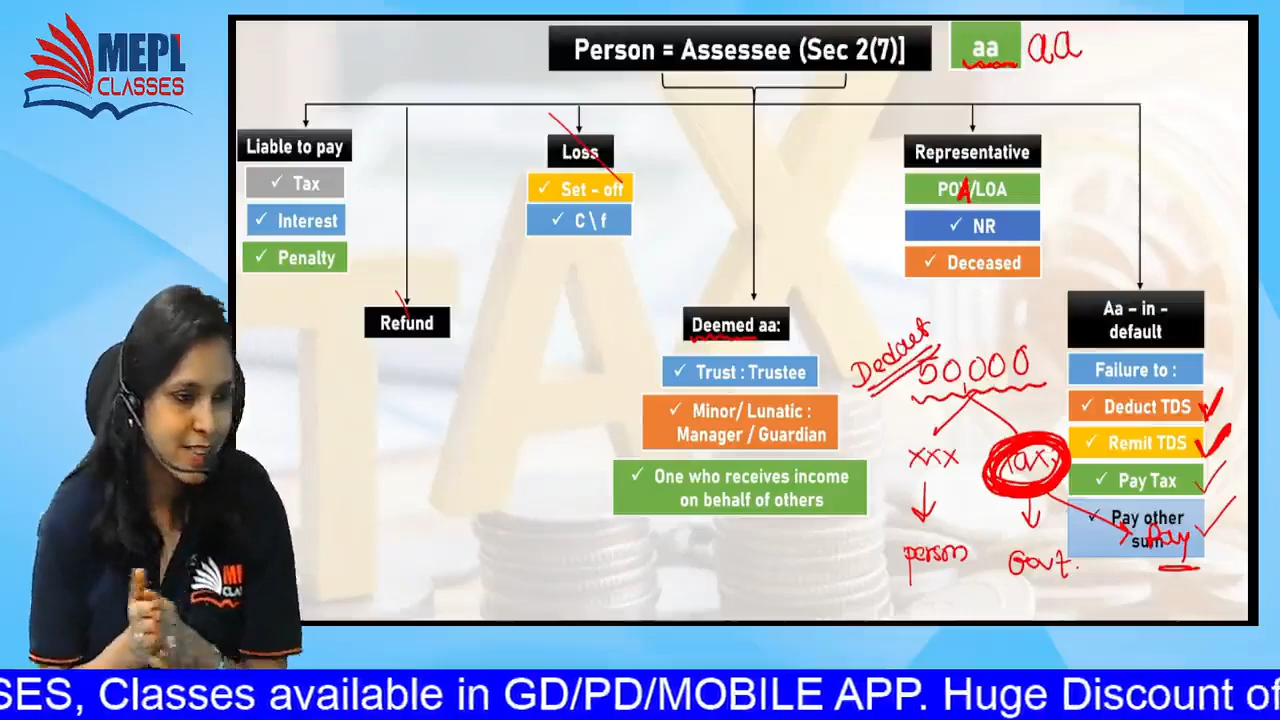 MEPL
CLASSES
Person = Assessee (Sec 2(7)]
aa
aa
Liable to pay
✓ Tax
✓ Interest
✓ Penalty
Refund
Loss
✓ Set - off
✓ C\f
Deemed aa:
✓ Trust : Trustee
✓ Minor/ Lunatic :
Manager / Guardian
✓ One who receives income
on behalf of others
Representative
POA/LOA
✓ NR
✓ Deceased
Aa – in –
default
Failure to :
✓ Deduct TDS
✓ Remit TDS
✓ Pay Tax
✓ Pay other
sum
Deduct
50,000
xxx
Tax
person
Govt.
Pay
SES, Classes available in GD/PD/MOBILE APP. Huge Discount of